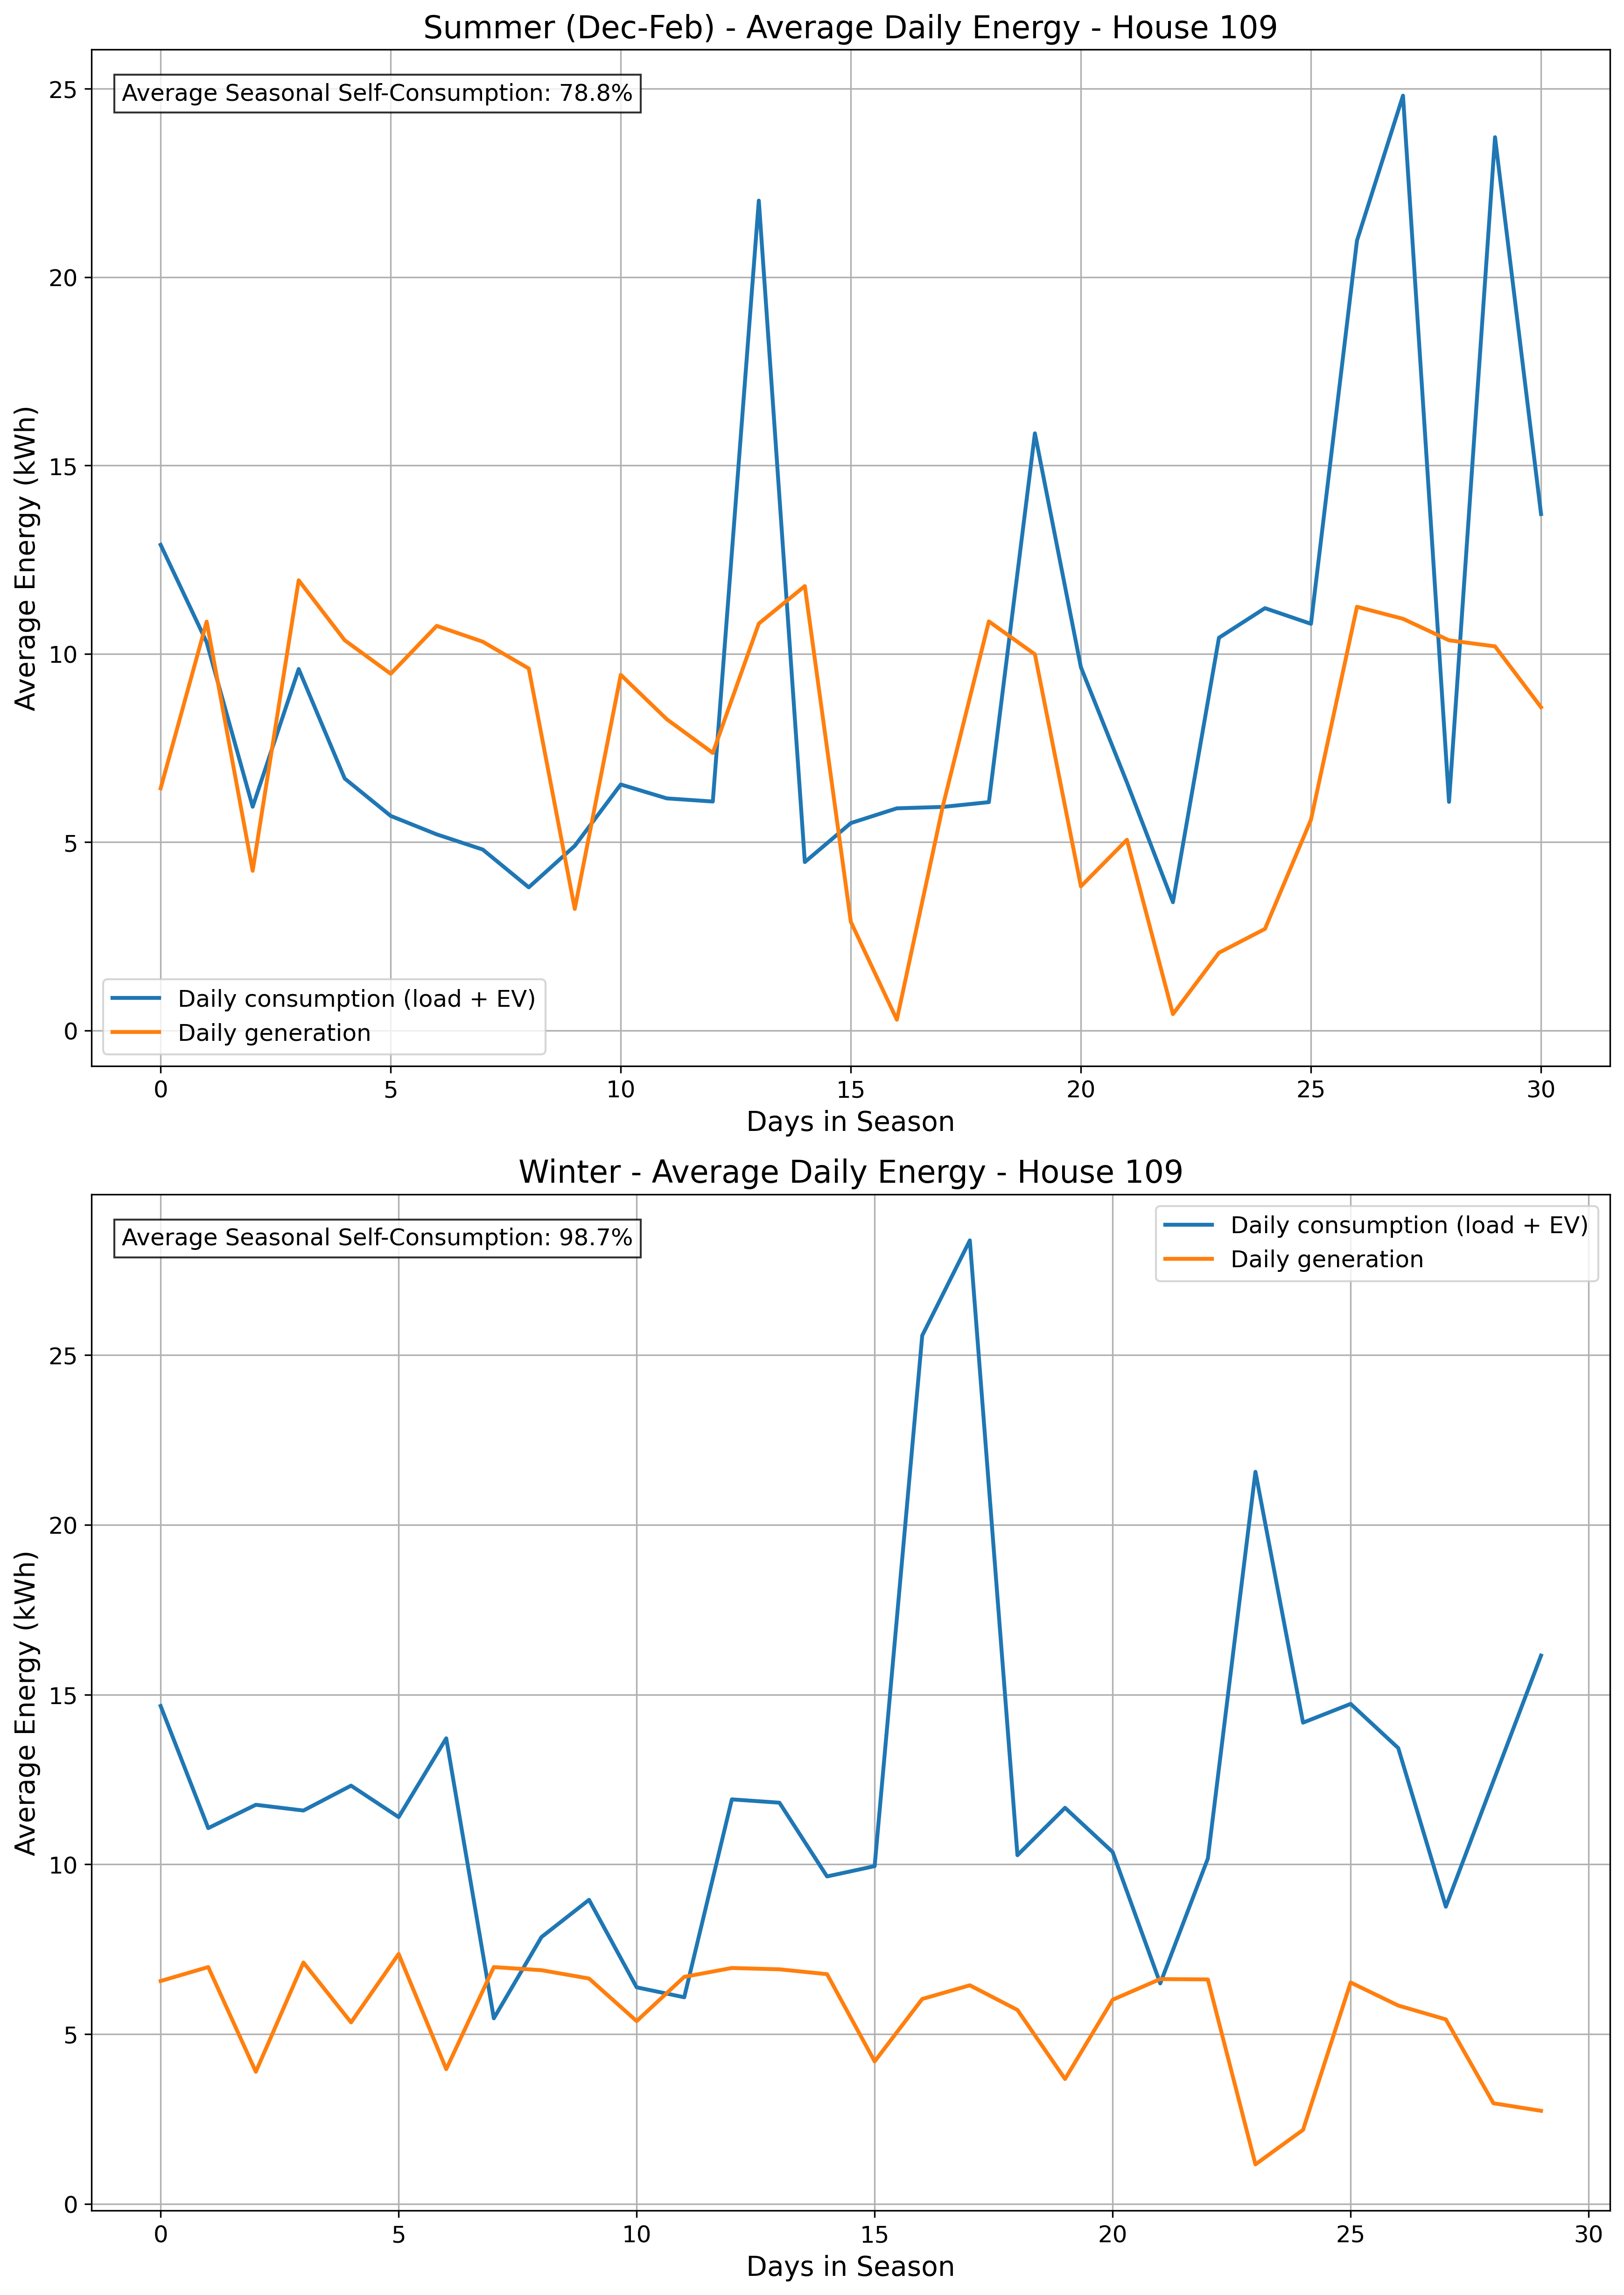 Summer (Dec-Feb) - Average Daily Energy - House 109
Average Seasonal Self-Consumption: 78.8%
Average Energy (kWh)
25
20
15
10
5
0
Daily consumption (load + EV)
Daily generation
0 5 10 15 20 25 30
Days in Season
Winter - Average Daily Energy - House 109
Average Seasonal Self-Consumption: 98.7%
Daily consumption (load + EV)
Daily generation
Average Energy (kWh)
25
20
15
10
5
0
0 5 10 15 20 25 30
Days in Season